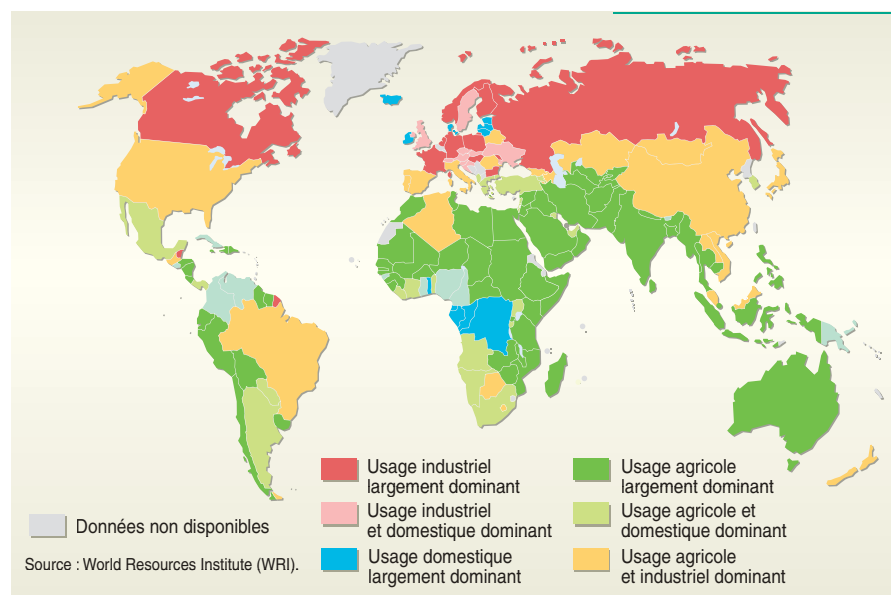 Usage industriel
largement dominant
Usage industriel
et domestique dominant
Usage domestique
largement dominant
Usage agricole
largement dominant
Usage agricole et
domestique dominant
Usage agricole
et industriel dominant
Données non disponibles
Source : World Resources Institute (WRI).